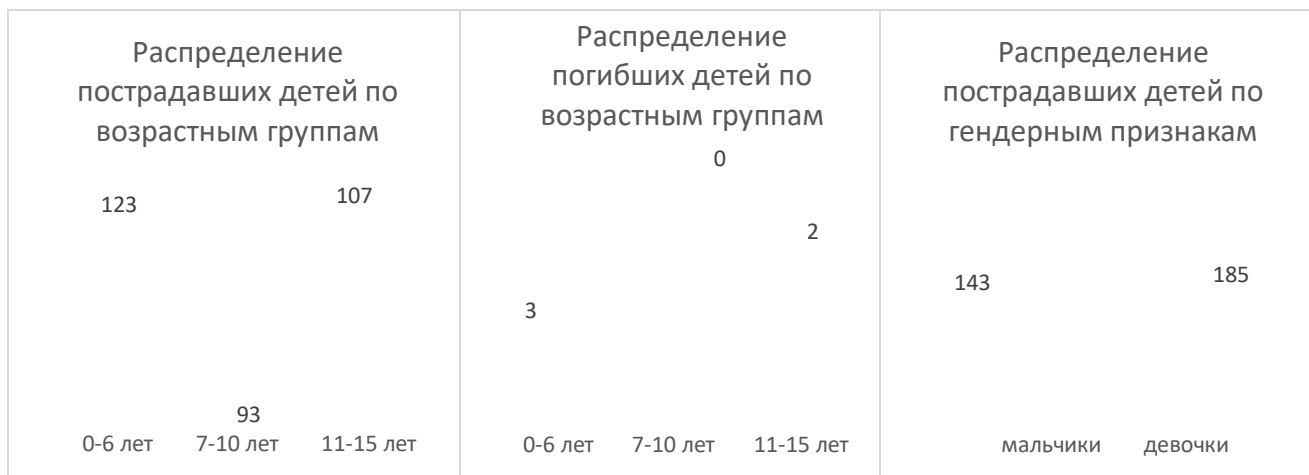 Распределение
пострадавших детей по
возрастным группам
123
107
93
0-6 лет 7-10 лет 11-15 лет
Распределение
погибших детей по
возрастным группам
0
2
3
0-6 лет 7-10 лет 11-15 лет
Распределение
пострадавших детей по
гендерным признакам
143
185
мальчики девочки